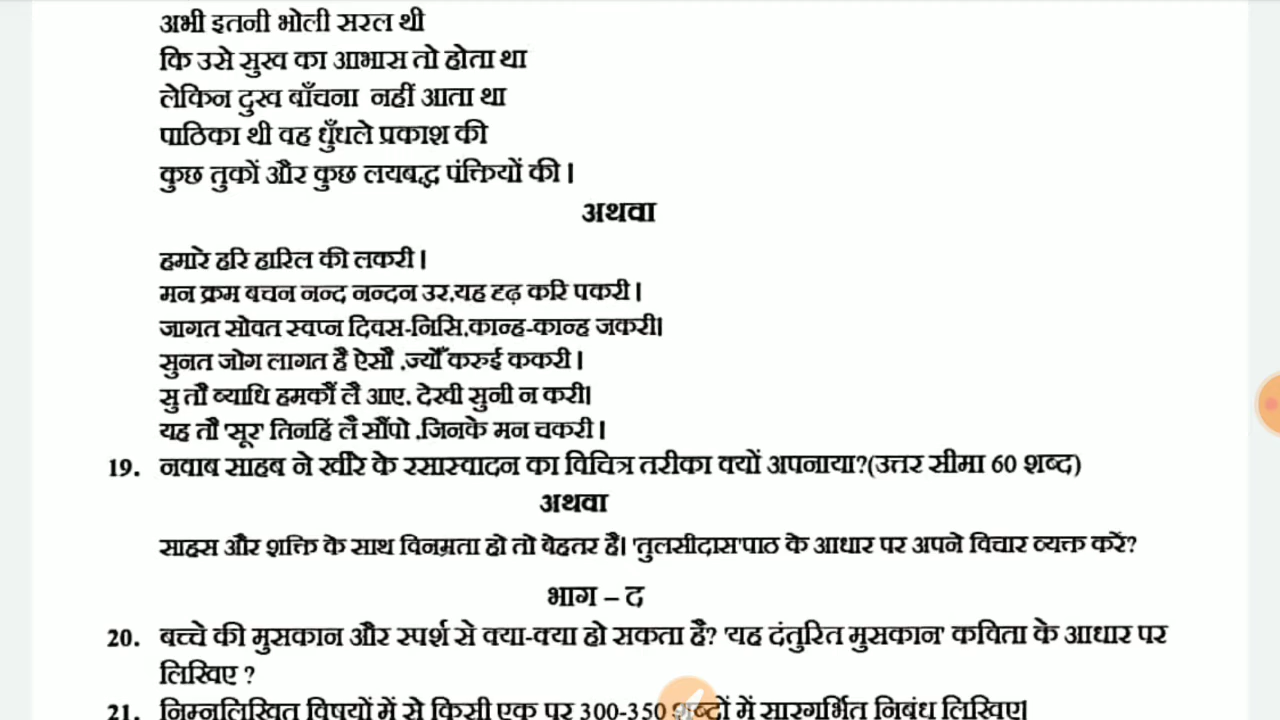 अभी इतनी भोली सरल थी
कि उसे सुख का आभास तो होता था
लेकिन दुख बाँचना नहीं आता था
पाठिका थी वह धुँधले प्रकाश की
कुछ तुकों और कुछ लयबद्ध पंक्तियों की।
अथवा
हमारे हरि हारिल की लकरी।
मन क्रम बचन नन्द नन्दन उर,यह दृढ़ करि पकरी।
जागत सोवत स्वप्न दिवस-निसि,कान्ह-कान्ह जकरी।
सुनत जोग लागत है ऐसौ ,ज्यौं करुई ककरी।
सु तौ ब्याधि हमकौं लै आए, देखी सुनी न करी।
यह तौ 'सूर' तिनहिं लै सौंपो ,जिनके मन चकरी।
19. नवाब साहब ने खीरे के रसास्वादन का विचित्र तरीका क्यों अपनाया?(उत्तर सीमा 60 शब्द)
अथवा
साहस और शक्ति के साथ विनम्रता हो तो बेहतर है। 'तुलसीदास'पाठ के आधार पर अपने विचार व्यक्त करें?
भाग – द
20. बच्चे की मुसकान और स्पर्श से क्या-क्या हो सकता है? 'यह दंतुरित मुसकान' कविता के आधार पर
लिखिए ?
21. निम्नलिखित विषयों में से किसी एक पर 300-350 शब्दों में सारगर्भित निबंध लिखिए।